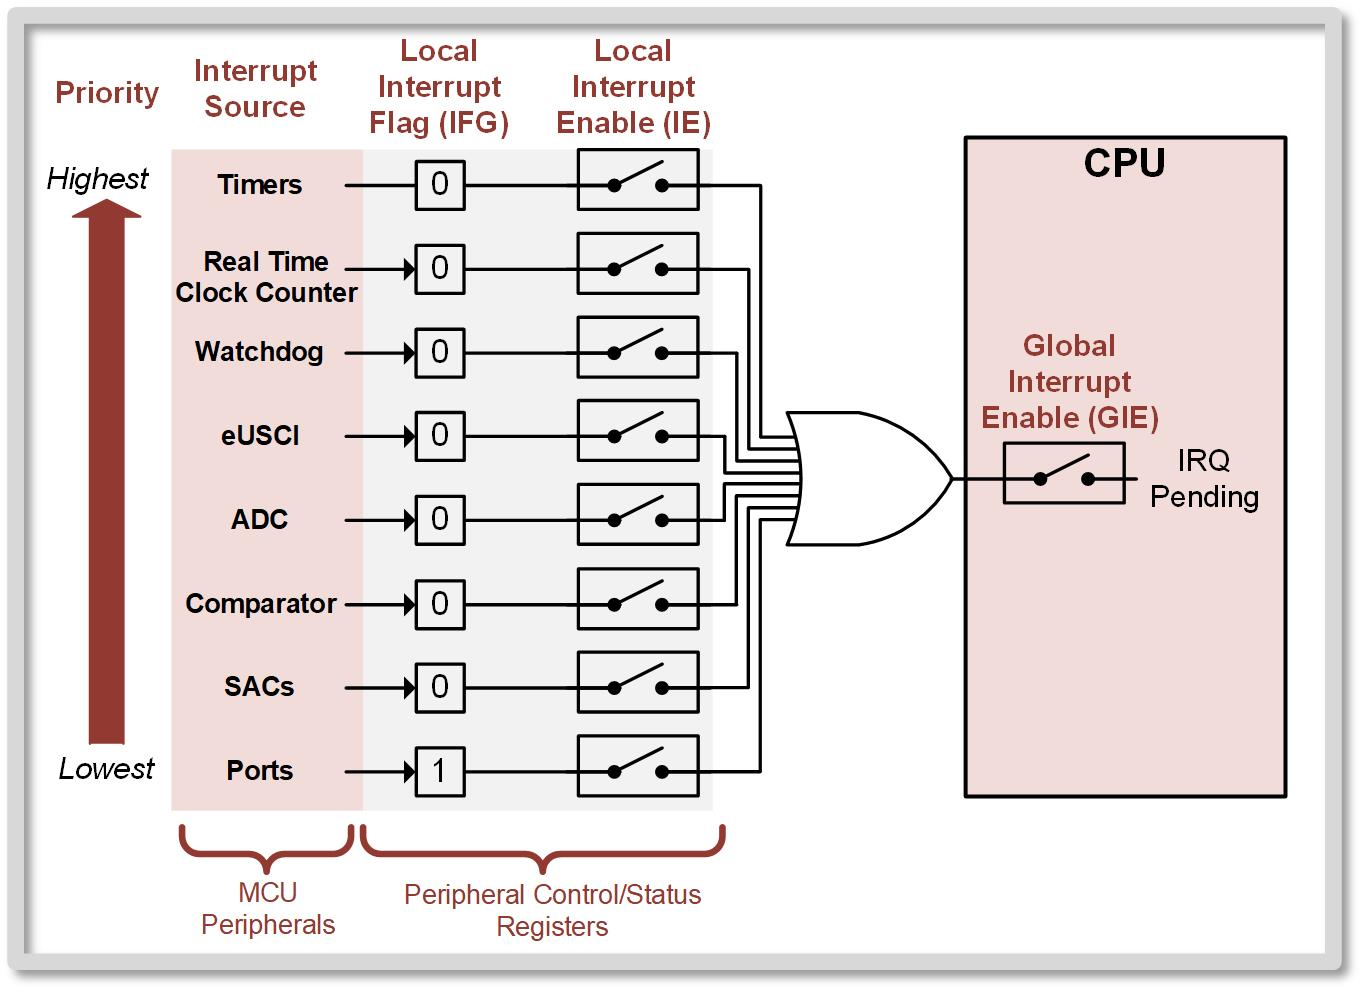 Priority
Interrupt
Source
Local
Interrupt
Flag (IFG)
Local
Interrupt
Enable (IE)
Highest
Timers
0
Real Time
Clock Counter
0
Watchdog
0
eUSCI
0
ADC
0
Comparator
0
SACs
0
Lowest
Ports
1
CPU
Global
Interrupt
Enable (GIE)
IRQ
Pending
MCU
Peripherals
Peripheral Control/Status
Registers